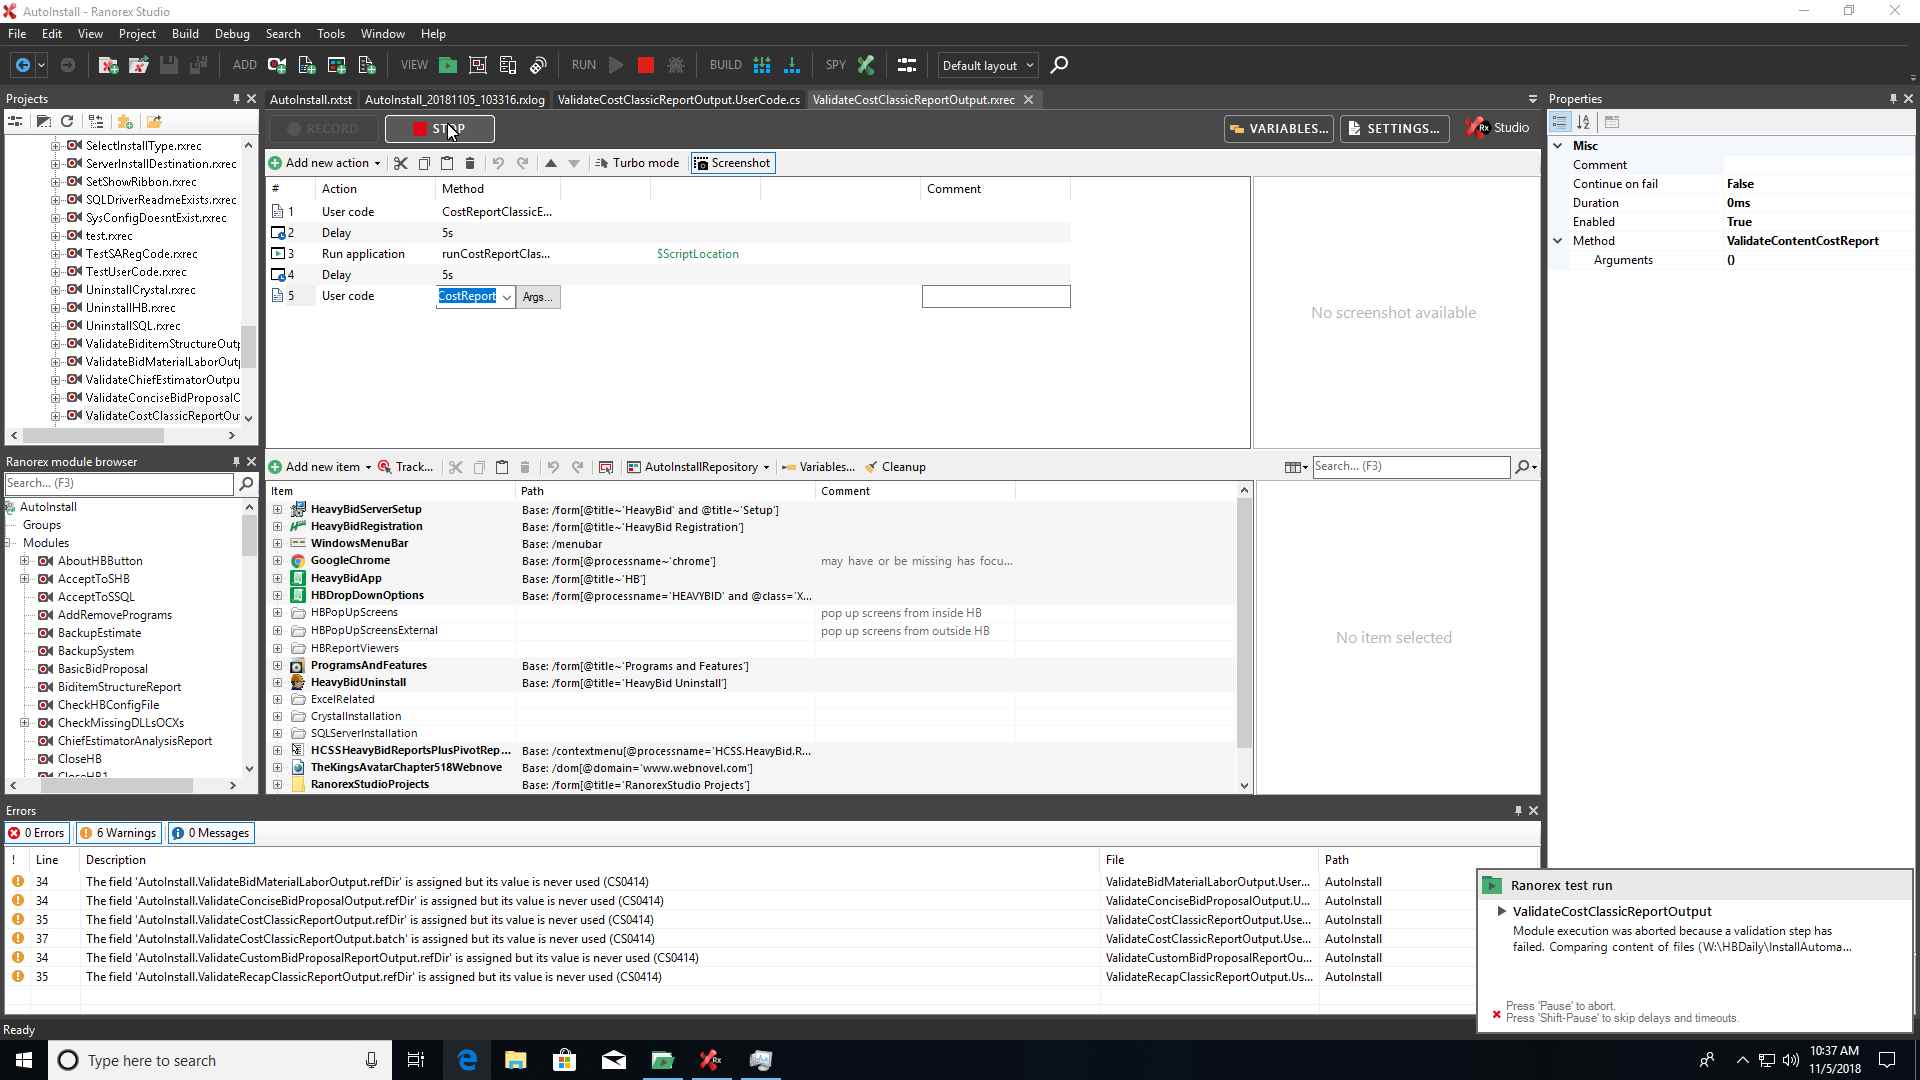 AutoInstall - Ranorex Studio
File Edit View Project Build Debug Search Tools Window Help
ADD VIEW RUN BUILD SPY Default layout
Projects
AutoInstall.rxtst AutoInstall_20181105_103316.rxlog ValidateCostClassicReportOutput.UserCode.cs ValidateCostClassicReportOutput.rxrec
Properties
SelectInstallType.rxrec
ServerInstallDestination.rxrec
SetShowRibbon.rxrec
SQLDriverReadmeExists.rxrec
SysConfigDoesntExist.rxrec
test.rxrec
TestSARegCode.rxrec
TestUserCode.rxrec
UninstallCrystal.rxrec
UninstallHB.rxrec
UninstallSQL.rxrec
ValidateBiditemStructureOutp
ValidateBidMaterialLaborOutp
ValidateChiefEstimatorOutpu
ValidateConciseBidProposalC
ValidateCostClassicReportOu
RECORD STOP VARIABLES... SETTINGS... Rx Studio
Add new action Turbo mode Screenshot
# Action Method Comment
1 User code CostReportClassicE...
2 Delay 5s
3 Run application runCostReportClas... $ScriptLocation
4 Delay 5s
5 User code CostReport Args...
No screenshot available
Misc
Comment
Continue on fail False
Duration 0ms
Enabled True
Method ValidateContentCostReport
Arguments ()
Ranorex module browser
Search... (F3)
AutoInstall
Groups
Modules
AboutHBButton
AcceptToSHB
AcceptToSSQL
AddRemovePrograms
BackupEstimate
BackupSystem
BasicBidProposal
BiditemStructureReport
CheckHBConfigFile
CheckMissingDLLsOCXs
ChiefEstimatorAnalysisReport
CloseHB
CloseHB1
Add new item Track... AutoInstallRepository Variables... Cleanup Search... (F3)
Item Path Comment
HeavyBidServerSetup Base: /form[@title~'HeavyBid' and @title~'Setup']
HeavyBidRegistration Base: /form[@title~'HeavyBid Registration']
WindowsMenuBar Base: /menubar
GoogleChrome Base: /form[@processname~'chrome'] may have or be missing has focu...
HeavyBidApp Base: /form[@title~'HB']
HBDropDownOptions Base: /form[@processname='HEAVYBID' and @class='X...
HBPopUpScreens pop up screens from inside HB
HBPopUpScreensExternal pop up screens from outside HB
HBReportViewers
ProgramsAndFeatures Base: /form[@title~'Programs and Features']
HeavyBidUninstall Base: /form[@title='HeavyBid Uninstall']
ExcelRelated
CrystalInstallation
SQLServerInstallation
HCSSHeavyBidReportsPlusPivotRep... Base: /contextmenu[@processname='HCSS.HeavyBid.R...
TheKingsAvatarChapter518Webnove Base: /dom[@domain='www.webnovel.com']
RanorexStudioProjects Base: /form[@title='RanorexStudio Projects']
No item selected
Errors
0 Errors 6 Warnings 0 Messages
! Line Description File Path
34 The field 'AutoInstall.ValidateBidMaterialLaborOutput.refDir' is assigned but its value is never used (CS0414) ValidateBidMaterialLaborOutput.User... AutoInstall
34 The field 'AutoInstall.ValidateConciseBidProposalOutput.refDir' is assigned but its value is never used (CS0414) ValidateConciseBidProposalOutput.U... AutoInstall
35 The field 'AutoInstall.ValidateCostClassicReportOutput.refDir' is assigned but its value is never used (CS0414) ValidateCostClassicReportOutput.Use... AutoInstall
37 The field 'AutoInstall.ValidateCostClassicReportOutput.batch' is assigned but its value is never used (CS0414) ValidateCostClassicReportOutput.Use... AutoInstall
34 The field 'AutoInstall.ValidateCustomBidProposalReportOutput.refDir' is assigned but its value is never used (CS0414) ValidateCustomBidProposalReportOu... AutoInstall
35 The field 'AutoInstall.ValidateRecapClassicReportOutput.refDir' is assigned but its value is never used (CS0414) ValidateRecapClassicReportOutput.Us... AutoInstall
Ranorex test run
ValidateCostClassicReportOutput
Module execution was aborted because a validation step has
failed. Comparing content of files (W:\HBDaily\InstallAutoma...
Press 'Pause' to abort.
Press 'Shift-Pause' to skip delays and timeouts.
Ready
Type here to search
10:37 AM
11/5/2018